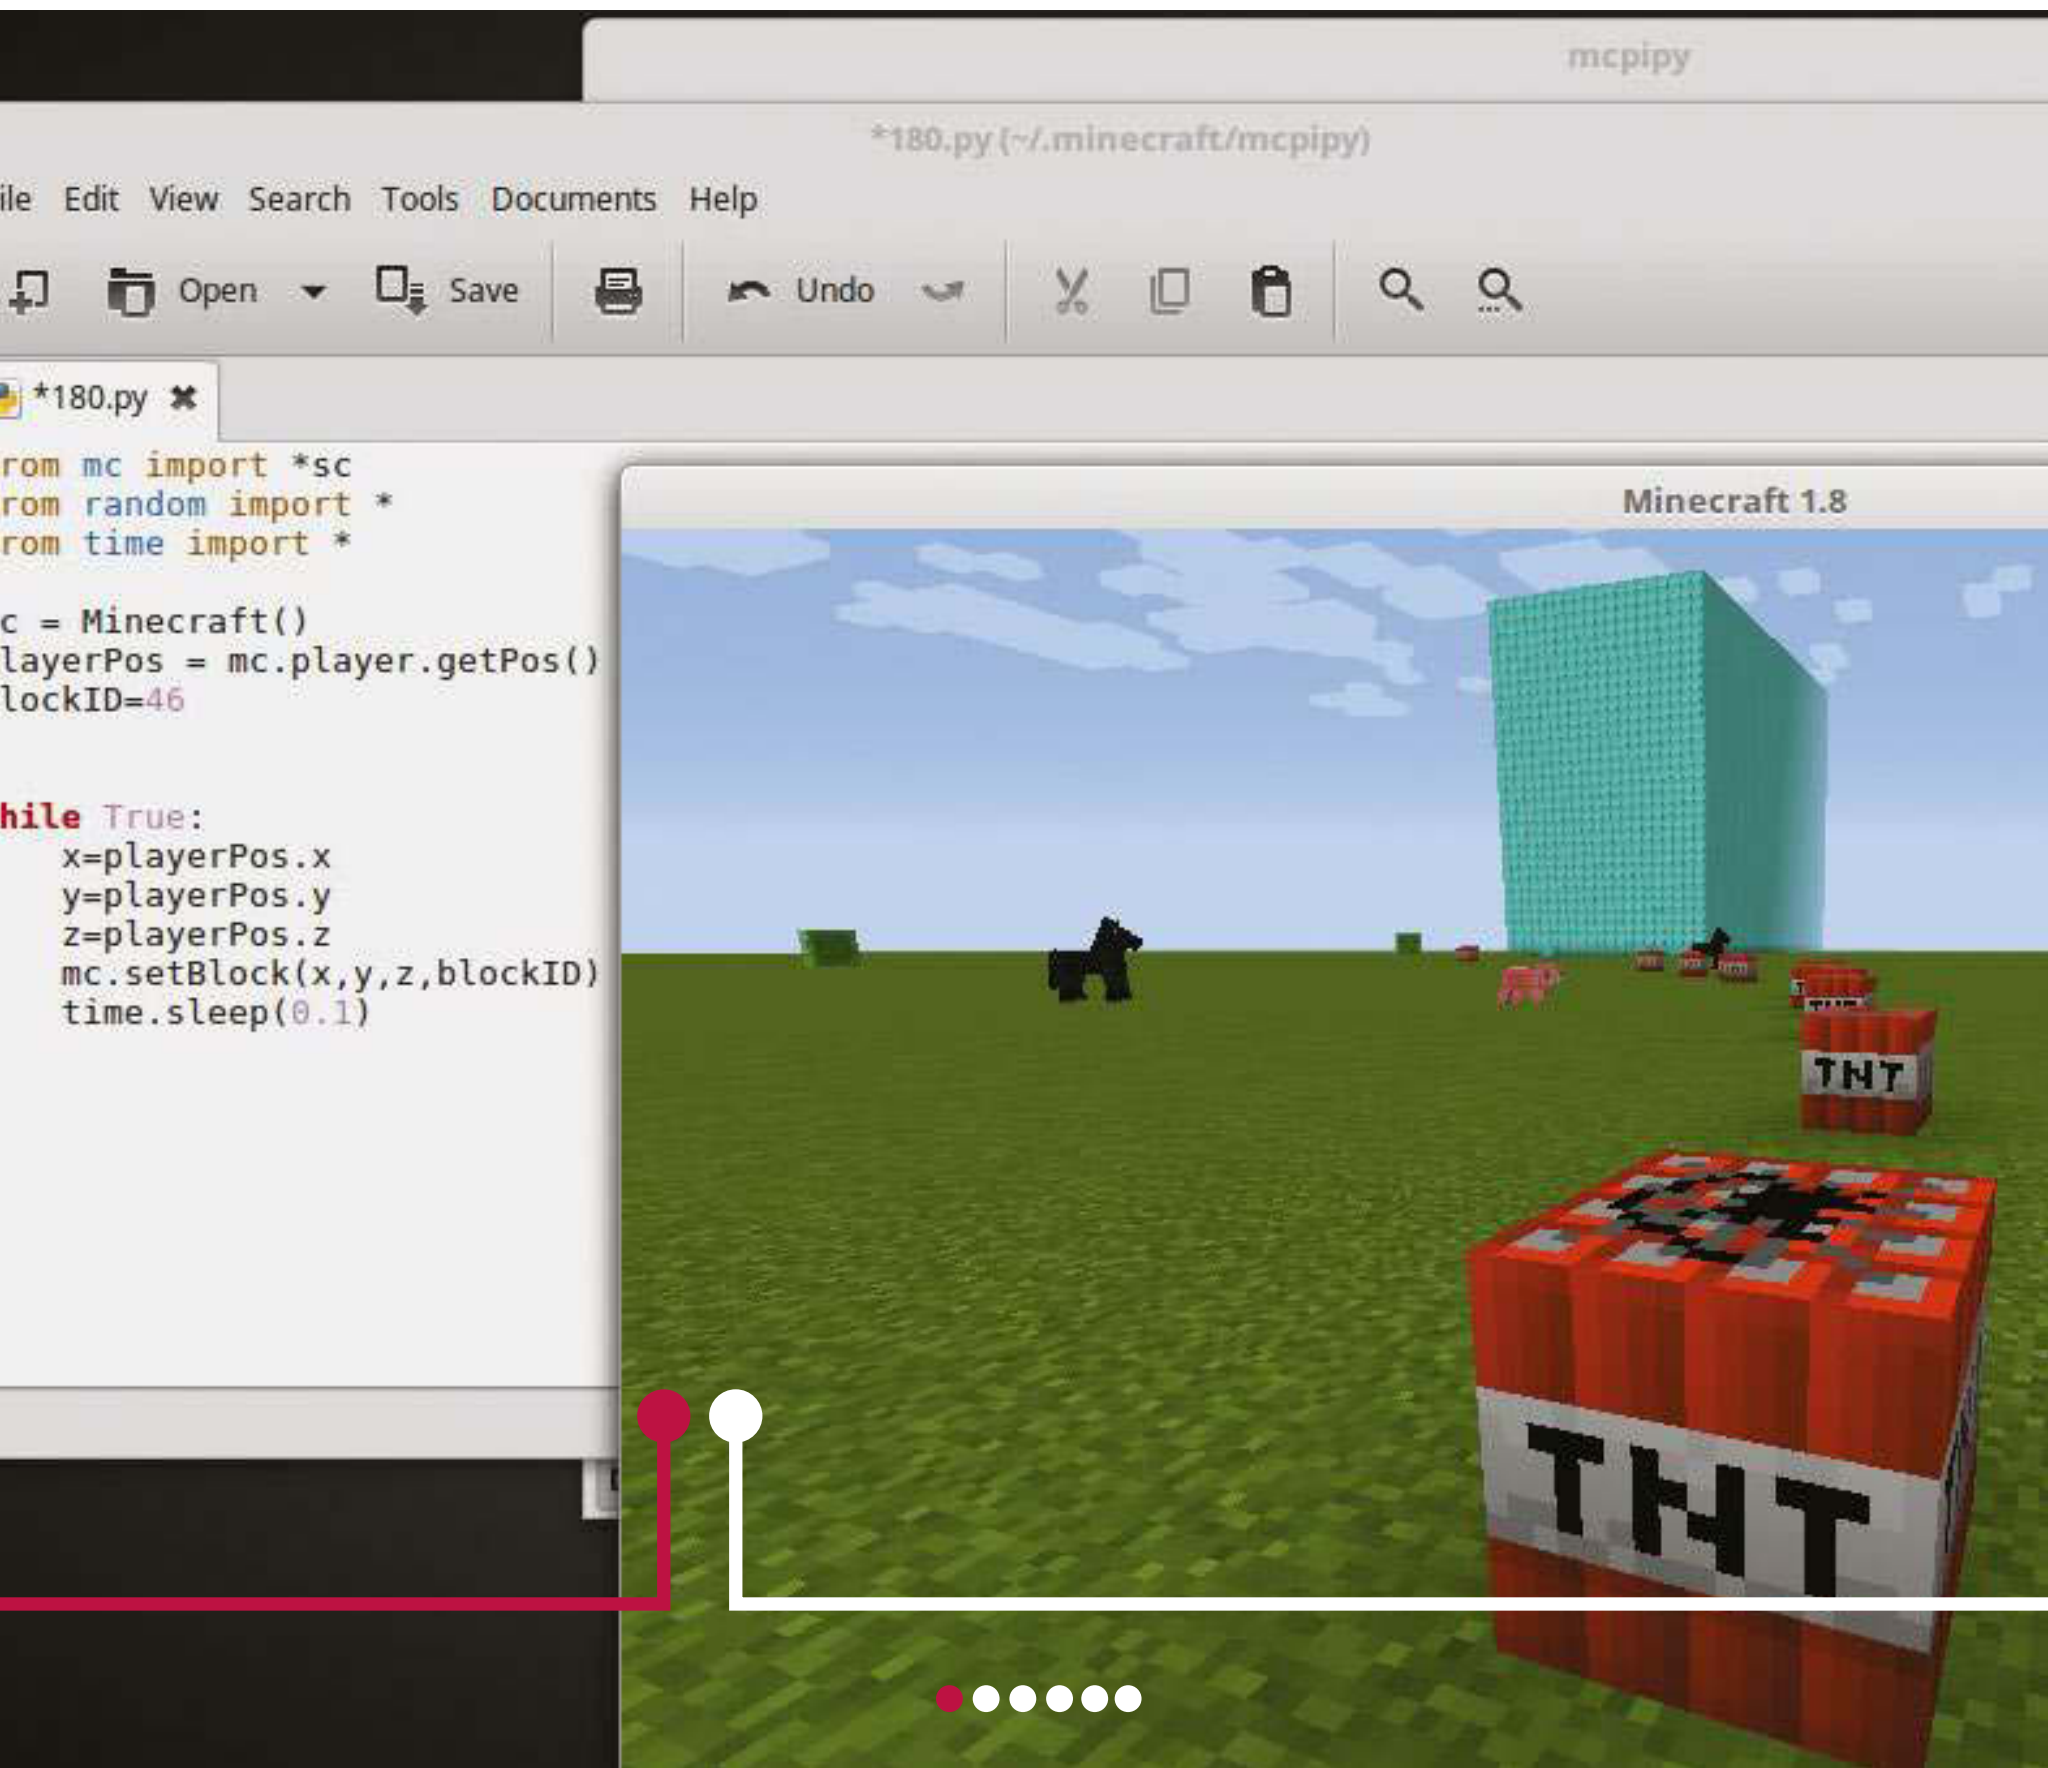 mcpipy
*180.py (~/.minecraft/mcpipy)
ile Edit View Search Tools Documents Help
Open Save Undo
*180.py
rom mc import *sc
rom random import *
rom time import *
Minecraft 1.8
c = Minecraft()
layerPos = mc.player.getPos()
lockID=46
hile True:
x=playerPos.x
y=playerPos.y
z=playerPos.z
mc.setBlock(x,y,z,blockID)
time.sleep(0.1)
TNT
TNT